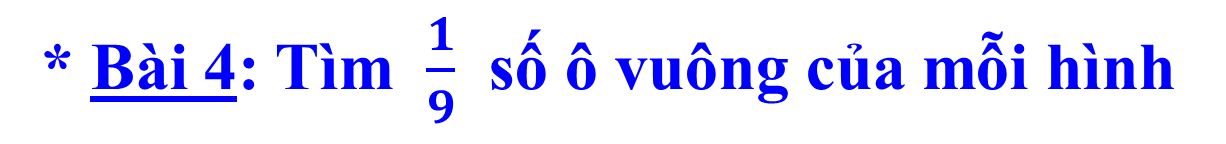 * Bài 4: Tìm 1/9 số ô vuông của mỗi hình